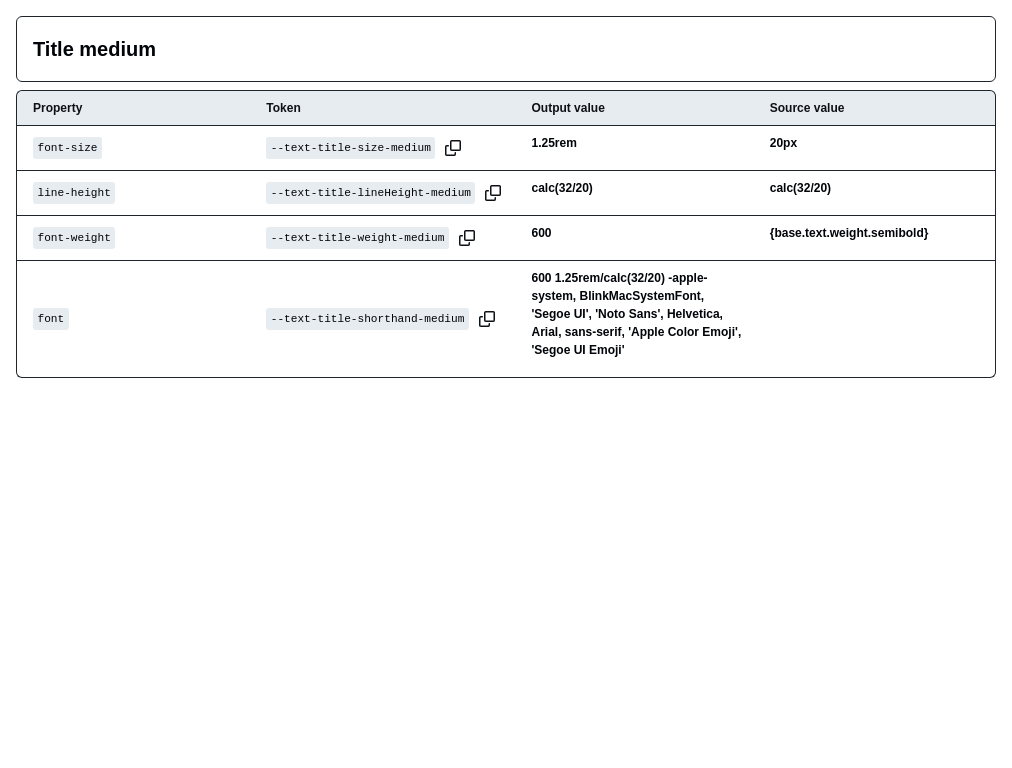 Title medium
Property Token Output value Source value
font-size --text-title-size-medium 1.25rem 20px
line-height --text-title-lineHeight-medium calc(32/20) calc(32/20)
font-weight --text-title-weight-medium 600 {base.text.weight.semibold}
font --text-title-shorthand-medium 600 1.25rem/calc(32/20) -apple-
system, BlinkMacSystemFont,
'Segoe UI', 'Noto Sans', Helvetica,
Arial, sans-serif, 'Apple Color Emoji',
'Segoe UI Emoji'